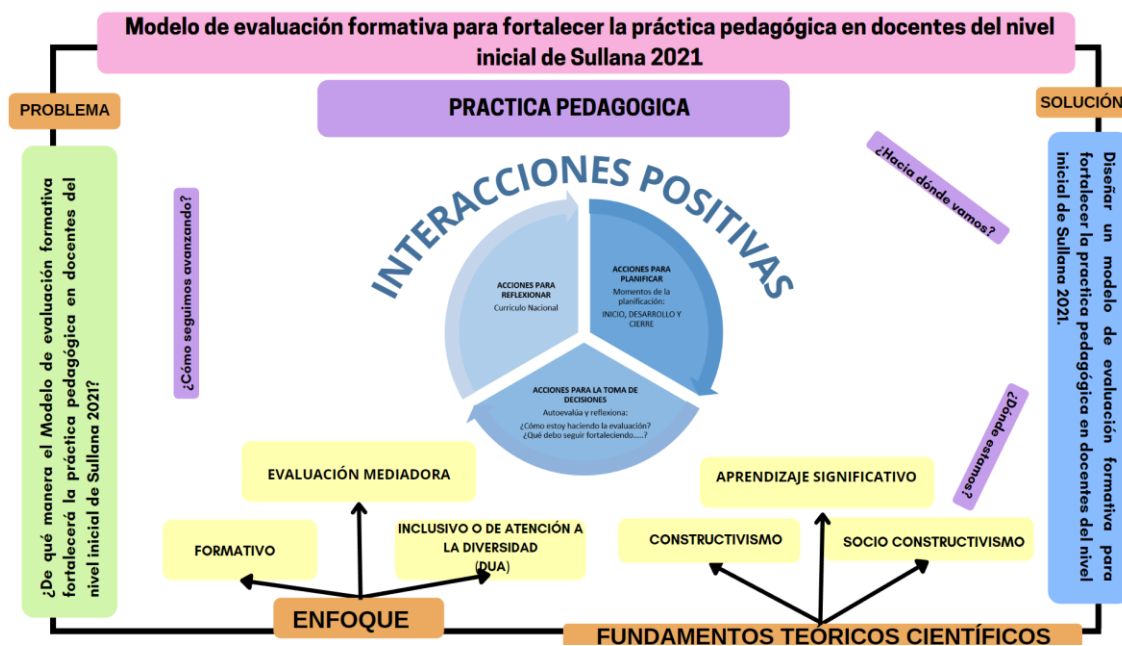 Modelo de evaluación formativa para fortalecer la práctica pedagógica en docentes del nivel
inicial de Sullana 2021
PRACTICA PEDAGOGICA
PROBLEMA
SOLUCIÓN
¿De qué manera el Modelo de evaluación formativa
fortalecerá la práctica pedagógica en docentes del
nivel inicial de Sullana 2021?
¿Cómo seguimos avanzando?
INTERACCIONES POSITIVAS
ACCIONES PARA
REFLEXIONAR
Currículo Nacional
ACCIONES PARA
PLANIFICAR
Momentos de la
planificación:
INICIO, DESARROLLO Y
CIERRE
ACCIONES PARA LA TOMA DE
DECISIONES
Autoevalúa y reflexiona:
¿Cómo estoy haciendo la evaluación?
¿Qué debo seguir fortaleciendo.....?
¿Hacia dónde vamos?
¿Dónde estamos?
Diseñar un modelo de evaluación formativa para
fortalecer la practica pedagógica en docentes del nivel
inicial de Sullana 2021.
EVALUACIÓN MEDIADORA
FORMATIVO
INCLUSIVO O DE ATENCIÓN A
LA DIVERSIDAD
(DUA)
ENFOQUE
APRENDIZAJE SIGNIFICATIVO
CONSTRUCTIVISMO
SOCIO CONSTRUCTIVISMO
FUNDAMENTOS TEÓRICOS CIENTÍFICOS